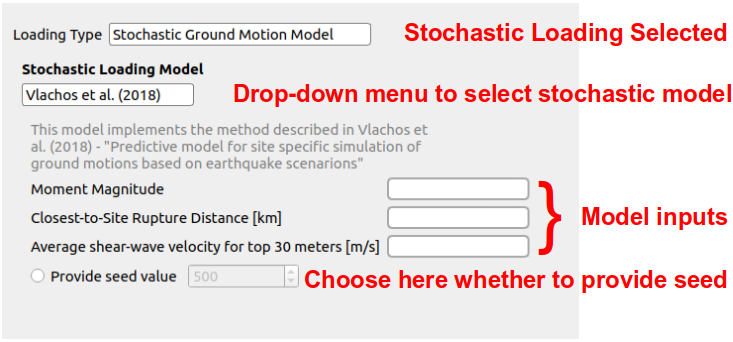 Loading Type Stochastic Ground Motion Model Stochastic Loading Selected
Stochastic Loading Model
Vlachos et al. (2018) Drop-down menu to select stochastic model
This model implements the method described in Vlachos et
al. (2018) - "Predictive model for site specific simulation of
ground motions based on earthquake scenarions"
Moment Magnitude
Closest-to-Site Rupture Distance [km]
Model inputs
Average shear-wave velocity for top 30 meters [m/s]
Provide seed value 500 Choose here whether to provide seed